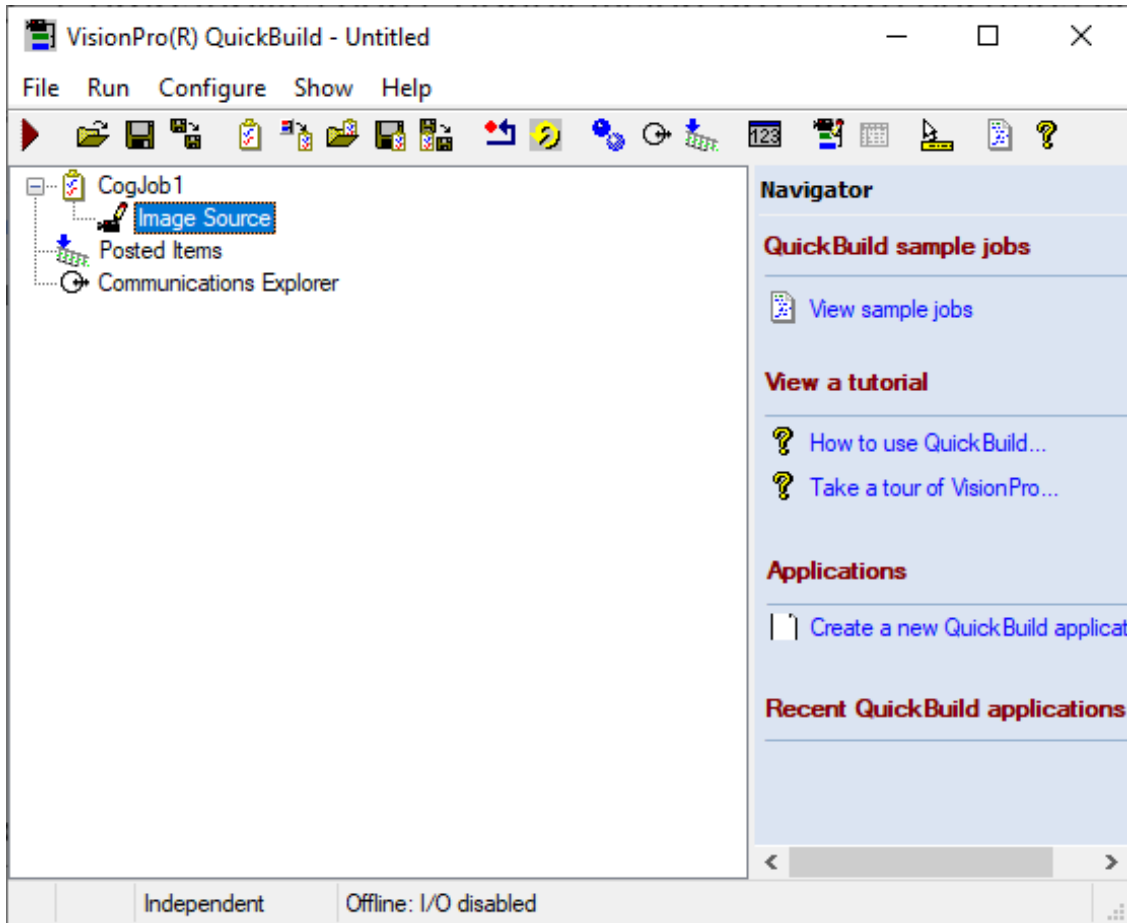 VisionPro(R) QuickBuild - Untitled
File Run Configure Show Help
123
CogJob1
Image Source
Posted Items
Communications Explorer
Navigator
QuickBuild sample jobs
View sample jobs
View a tutorial
How to use QuickBuild...
Take a tour of VisionPro...
Applications
Create a new QuickBuild applicat
Recent QuickBuild applications
Independent Offline: I/O disabled